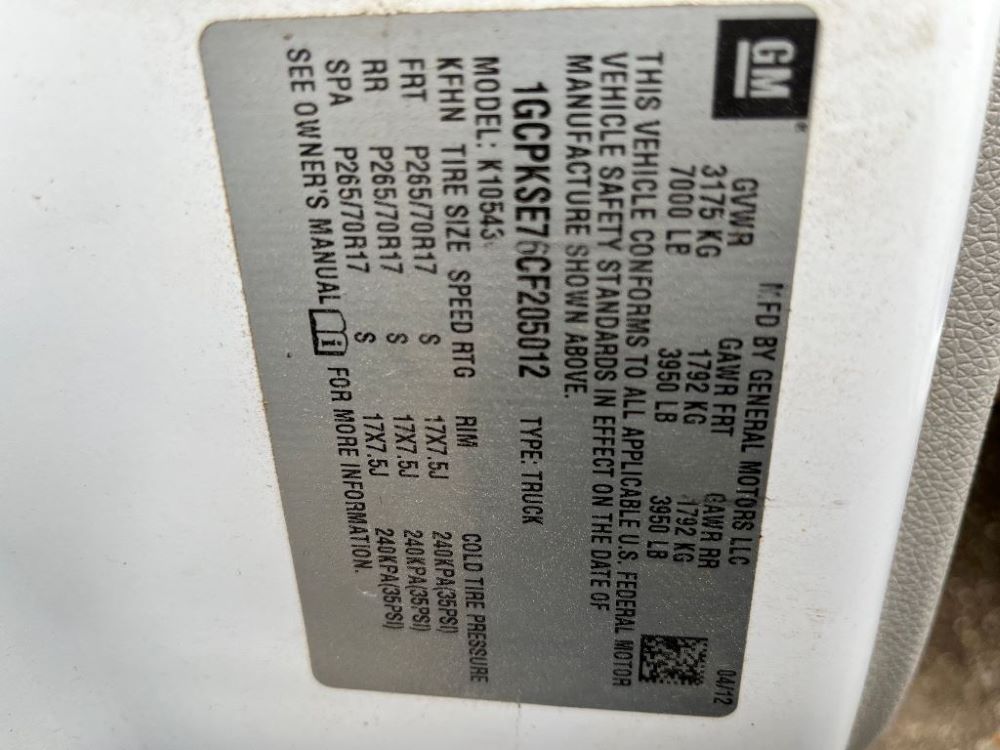 GM
MFD BY GENERAL MOTORS LLC 04/12
GVWR GAWR FRT GAWR RR
3175 KG 1792 KG 1792 KG
7000 LB 3950 LB 3950 LB
THIS VEHICLE CONFORMS TO ALL APPLICABLE U.S. FEDERAL MOTOR
VEHICLE SAFETY STANDARDS IN EFFECT ON THE DATE OF
MANUFACTURE SHOWN ABOVE.
1GCPKSE76CF205012 TYPE: TRUCK
MODEL: K10543
KFHN TIRE SIZE SPEED RTG RIM COLD TIRE PRESSURE
FRT P265/70R17 S 17X7.5J 240KPA(35PSI)
RR P265/70R17 S 17X7.5J 240KPA(35PSI)
SPA P265/70R17 S 17X7.5J 240KPA(35PSI)
SEE OWNER'S MANUAL i FOR MORE INFORMATION.